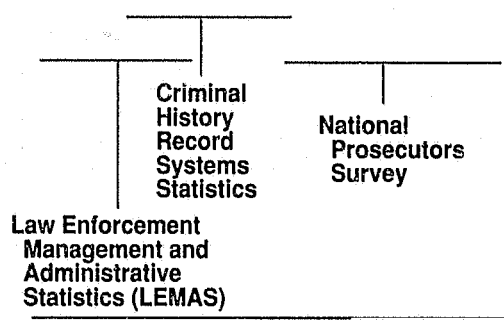 Criminal
History
Record
Systems
Statistics
National
Prosecutors
Survey
Law Enforcement
Management and
Administrative
Statistics (LEMAS)